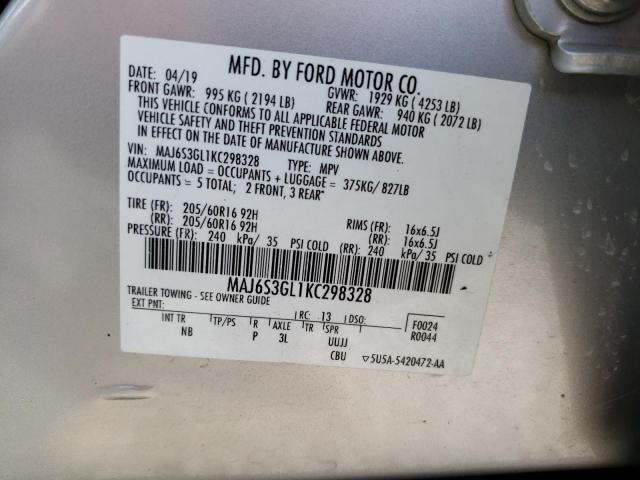 MFD. BY FORD MOTOR CO.
DATE: 04/19 GVWR: 1929 KG (4253 LB)
FRONT GAWR: 995 KG (2194 LB) REAR GAWR: 940 KG (2072 LB)
THIS VEHICLE CONFORMS TO ALL APPLICABLE FEDERAL MOTOR
VEHICLE SAFETY AND THEFT PREVENTION STANDARDS
IN EFFECT ON THE DATE OF MANUFACTURE SHOWN ABOVE.
VIN: MAJ6S3GL1KC298328 TYPE: MPV
MAXIMUM LOAD = OCCUPANTS + LUGGAGE = 375KG/ 827LB
OCCUPANTS = 5 TOTAL; 2 FRONT, 3 REAR*
TIRE (FR): 205/60R16 92H RIMS (FR): 16x6.5J
(RR): 205/60R16 92H (RR): 16x6.5J
PRESSURE (FR): 240 kPa/ 35 PSI COLD (RR): 240 kPa/ 35 PSI COLD
MAJ6S3GL1KC298328
TRAILER TOWING - SEE OWNER GUIDE
EXT PNT: RC: 13 DSO: F0024
INT TR TP/PS R AXLE TR SPR R0044
NB P 3L UUJJ
CBU ▽5U5A-5420472-AA